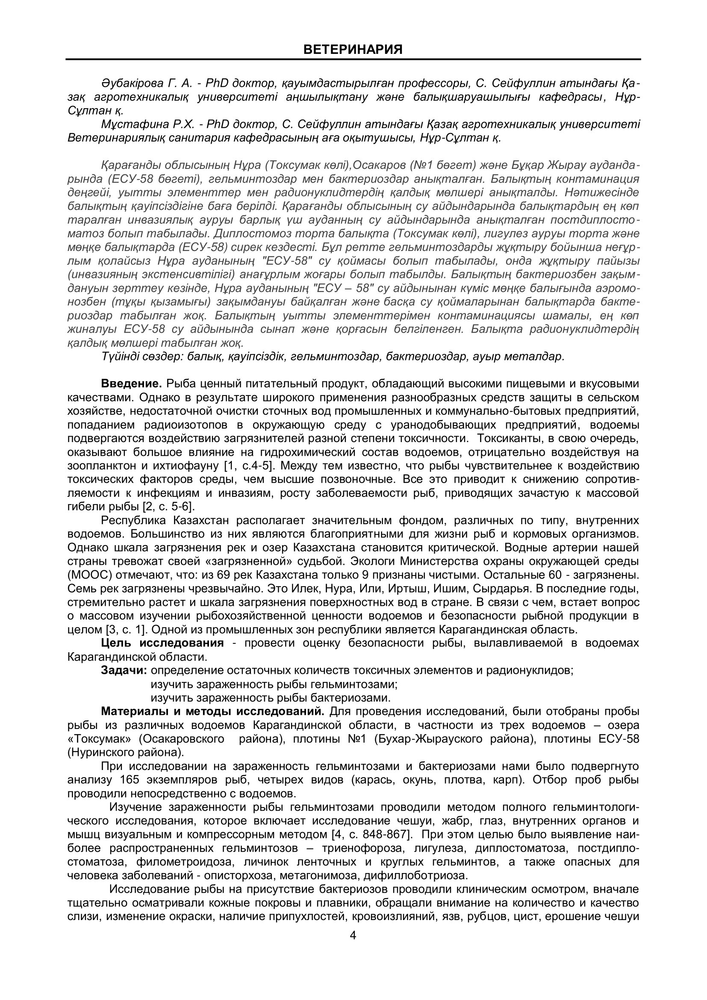 ВЕТЕРИНАРИЯ
Әубакірова Г. А. - PhD доктор, қауымдастырылған профессоры, С. Сейфуллин атындағы Қа-
зақ агротехникалық университеті аңшылықтану және балықшаруашылығы кафедрасы, Нұр-
Сұлтан қ.
Мұстафина Р.Х. - PhD доктор, С. Сейфуллин атындағы Қазақ агротехникалық университеті
Ветеринариялық санитария кафедрасының аға оқытушысы, Нұр-Сұлтан қ.
Қарағанды облысының Нұра (Токсумак көлі),Осакаров (№1 бөгет) және Бұқар Жырау ауданда-
рында (ЕСУ-58 бөгеті), гельминтоздар мен бактериоздар анықталған. Балықтың контаминация
деңгейі, уытты элементтер мен радионуклидтердің қалдық мөлшері анықталды. Нәтижесінде
балықтың қауіпсіздігіне баға берілді. Қарағанды облысының су айдындарында балықтардың ең көп
таралған инвазиялық ауруы барлық үш ауданның су айдындарында анықталған постдиплосто-
матоз болып табылады. Диплостомоз торта балықта (Токсумак көлі), лигулез ауруы торта және
мөңке балықтарда (ЕСУ-58) сирек кездесті. Бұл ретте гельминтоздарды жұқтыру бойынша неғұр-
лым қолайсыз Нұра ауданының "ЕСУ-58" су қоймасы болып табылады, онда жұқтыру пайызы
(инвазияның экстенсивтілігі) анағұрлым жоғары болып табылды. Балықтың бактериозбен зақым-
дануын зерттеу кезінде, Нұра ауданының "ЕСУ – 58" су айдынынан күміс мөңке балығында аэромо-
нозбен (тұқы қызамығы) зақымдануы байқалған және басқа су қоймаларынан балықтарда бакте-
риоздар табылған жоқ. Балықтың уытты элементтерімен контаминациясы шамалы, ең көп
жиналуы ЕСУ-58 су айдынында сынап және қорғасын белгіленген. Балықта радионуклидтердің
қалдық мөлшері табылған жоқ.
Түйінді сөздер: балық, қауіпсіздік, гельминтоздар, бактериоздар, ауыр металдар.
Введение. Рыба ценный питательный продукт, обладающий высокими пищевыми и вкусовыми
качествами. Однако в результате широкого применения разнообразных средств защиты в сельском
хозяйстве, недостаточной очистки сточных вод промышленных и коммунально-бытовых предприятий,
попаданием радиоизотопов в окружающую среду с уранодобывающих предприятий, водоемы
подвергаются воздействию загрязнителей разной степени токсичности. Токсиканты, в свою очередь,
оказывают большое влияние на гидрохимический состав водоемов, отрицательно воздействуя на
зоопланктон и ихтиофауну [1, с.4-5]. Между тем известно, что рыбы чувствительнее к воздействию
токсических факторов среды, чем высшие позвоночные. Все это приводит к снижению сопротив-
ляемости к инфекциям и инвазиям, росту заболеваемости рыб, приводящих зачастую к массовой
гибели рыбы [2, с. 5-6].
Республика Казахстан располагает значительным фондом, различных по типу, внутренних
водоемов. Большинство из них являются благоприятными для жизни рыб и кормовых организмов.
Однако шкала загрязнения рек и озер Казахстана становится критической. Водные артерии нашей
страны тревожат своей «загрязненной» судьбой. Экологи Министерства охраны окружающей среды
(МООС) отмечают, что: из 69 рек Казахстана только 9 признаны чистыми. Остальные 60 - загрязнены.
Семь рек загрязнены чрезвычайно. Это Илек, Нура, Или, Иртыш, Ишим, Сырдарья. В последние годы,
стремительно растет и шкала загрязнения поверхностных вод в стране. В связи с чем, встает вопрос
о массовом изучении рыбохозяйственной ценности водоемов и безопасности рыбной продукции в
целом [3, с. 1]. Одной из промышленных зон республики является Карагандинская область.
Цель исследования - провести оценку безопасности рыбы, вылавливаемой в водоемах
Карагандинской области.
Задачи: определение остаточных количеств токсичных элементов и радионуклидов;
изучить зараженность рыбы гельминтозами;
изучить зараженность рыбы бактериозами.
Материалы и методы исследований. Для проведения исследований, были отобраны пробы
рыбы из различных водоемов Карагандинской области, в частности из трех водоемов – озера
«Токсумак» (Осакаровского района), плотины №1 (Бухар-Жырауского района), плотины ЕСУ-58
(Нуринского района).
При исследовании на зараженность гельминтозами и бактериозами нами было подвергнуто
анализу 165 экземпляров рыб, четырех видов (карась, окунь, плотва, карп). Отбор проб рыбы
проводили непосредственно с водоемов.
Изучение зараженности рыбы гельминтозами проводили методом полного гельминтологи-
ческого исследования, которое включает исследование чешуи, жабр, глаз, внутренних органов и
мышц визуальным и компрессорным методом [4, с. 848-867]. При этом целью было выявление наи-
более распространенных гельминтозов – триенофороза, лигулеза, диплостоматоза, постдипло-
стоматоза, филометроидоза, личинок ленточных и круглых гельминтов, а также опасных для
человека заболеваний - описторхоза, метагонимоза, дифиллоботриоза.
Исследование рыбы на присутствие бактериозов проводили клиническим осмотром, вначале
тщательно осматривали кожные покровы и плавники, обращали внимание на количество и качество
слизи, изменение окраски, наличие припухлостей, кровоизлияний, язв, рубцов, цист, ерошение чешуи
4